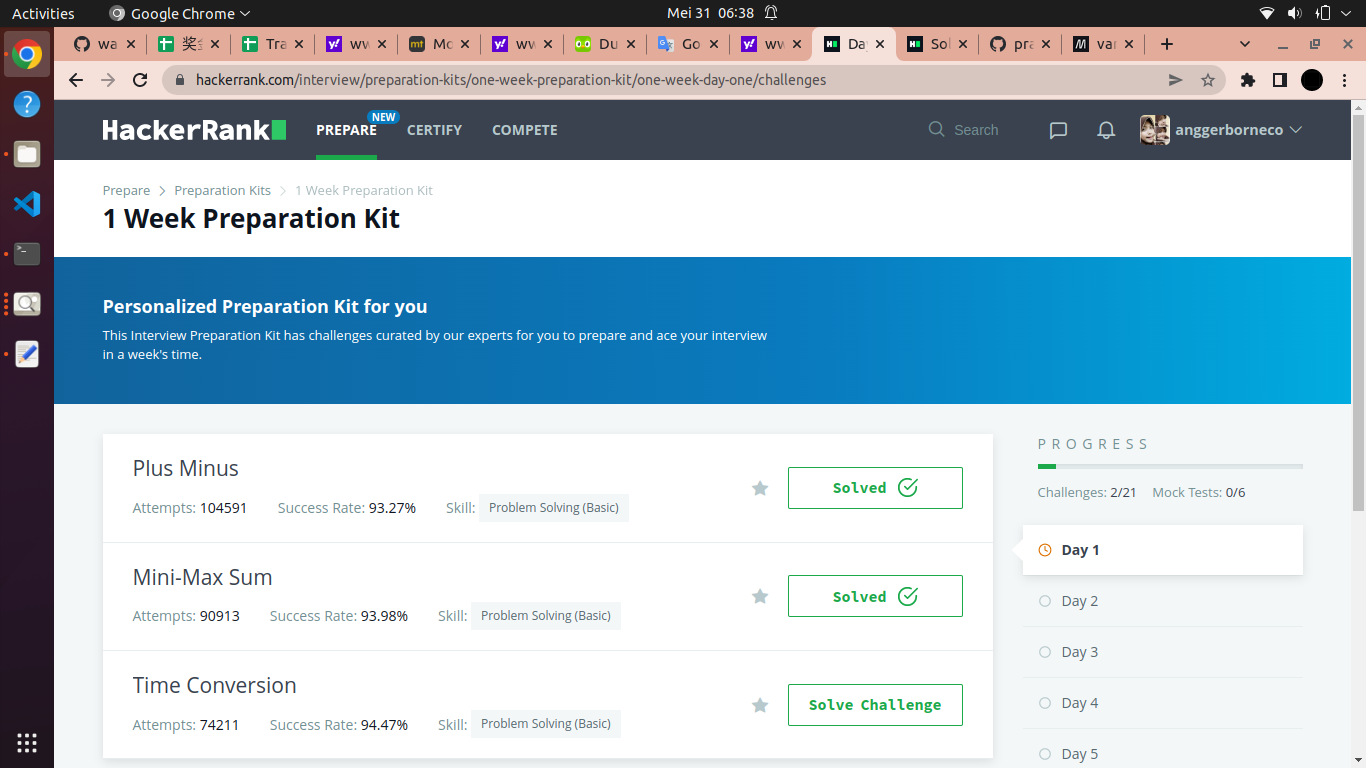 Activities
Google Chrome
Mei 31 06:38
wa
奖
Tra
ww
Mo
ww
Du
Go
ww
Da
Sol
pra
var
hackerrank.com/interview/preparation-kits/one-week-preparation-kit/one-week-day-one/challenges
HackerRank
PREPARE
NEW
CERTIFY
COMPETE
Search
anggerborneco
Prepare
Preparation Kits
1 Week Preparation Kit
1 Week Preparation Kit
Personalized Preparation Kit for you
This Interview Preparation Kit has challenges curated by our experts for you to prepare and ace your interview
in a week's time.
Plus Minus
Attempts: 104591 Success Rate: 93.27% Skill: Problem Solving (Basic)
Solved
Mini-Max Sum
Attempts: 90913 Success Rate: 93.98% Skill: Problem Solving (Basic)
Solved
Time Conversion
Attempts: 74211 Success Rate: 94.47% Skill: Problem Solving (Basic)
Solve Challenge
PROGRESS
Challenges: 2/21 Mock Tests: 0/6
Day 1
Day 2
Day 3
Day 4
Day 5